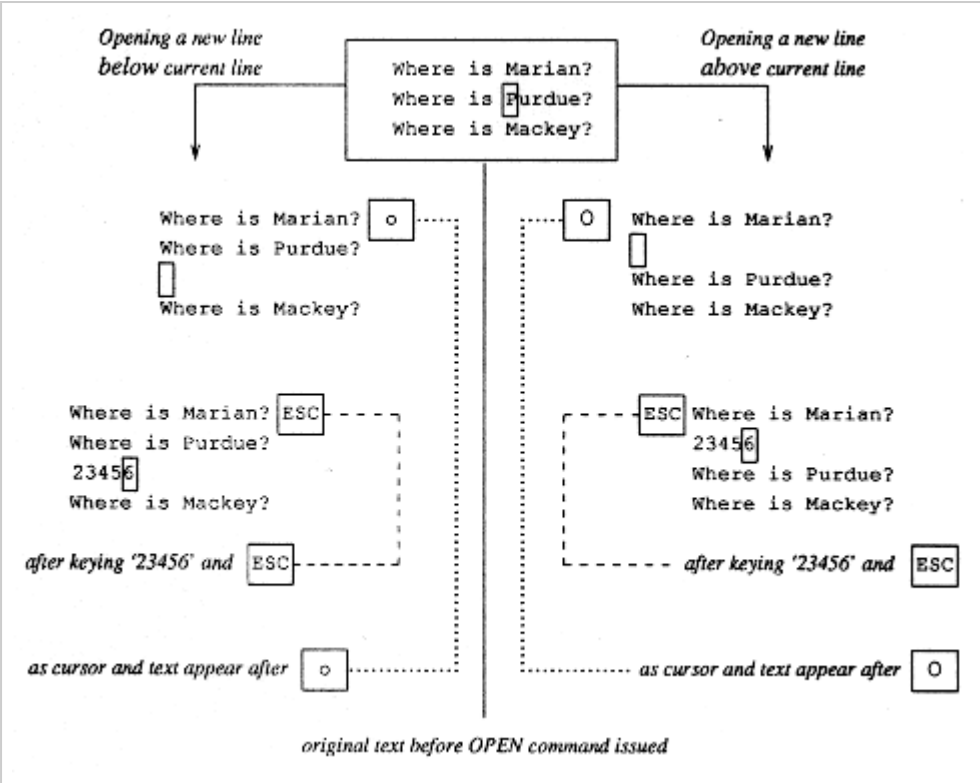 Opening a new line
below current line
Where is Marian?
Where is Purdue?
Where is Mackey?
Opening a new line
above current line
Where is Marian? o
Where is Purdue?
Where is Mackey?
O Where is Marian?
Where is Purdue?
Where is Mackey?
Where is Marian? ESC
Where is Purdue?
23456
Where is Mackey?
ESC Where is Marian?
23456
Where is Purdue?
Where is Mackey?
after keying '23456' and ESC
after keying '23456' and ESC
as cursor and text appear after o
as cursor and text appear after O
original text before OPEN command issued